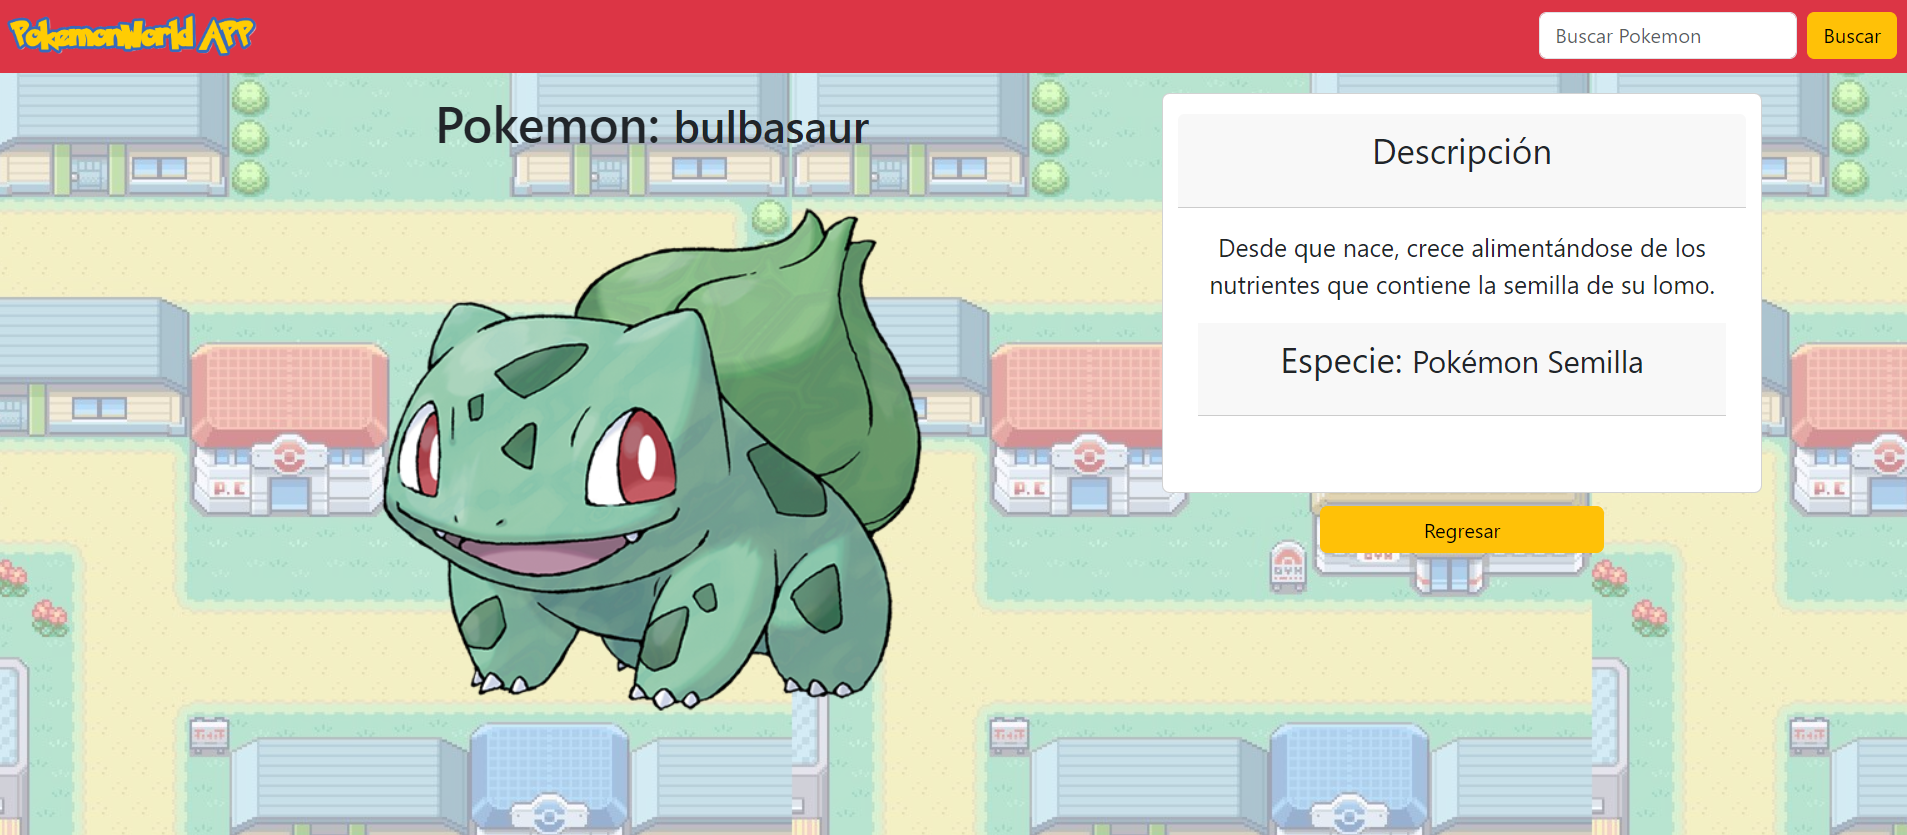 PokemonWorld App
Buscar Pokemon
Buscar
Pokemon: bulbasaur
Descripción
Desde que nace, crece alimentándose de los
nutrientes que contiene la semilla de su lomo.
Especie: Pokémon Semilla
Regresar
P.C
P.C
P.C
GYM